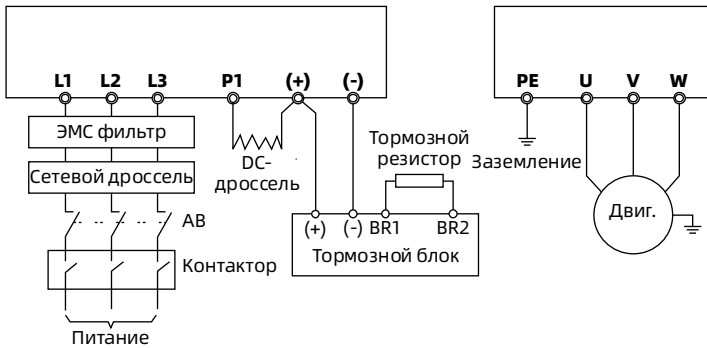 L1 L2 L3 P1 (+) (-)
PE U V W
ЭМС фильтр
Сетевой дроссель
АВ
Контактор
Питание
DC-
дроссель
Тормозной
резистор
(+) (-) BR1 BR2
Тормозной блок
Заземление
Двиг.